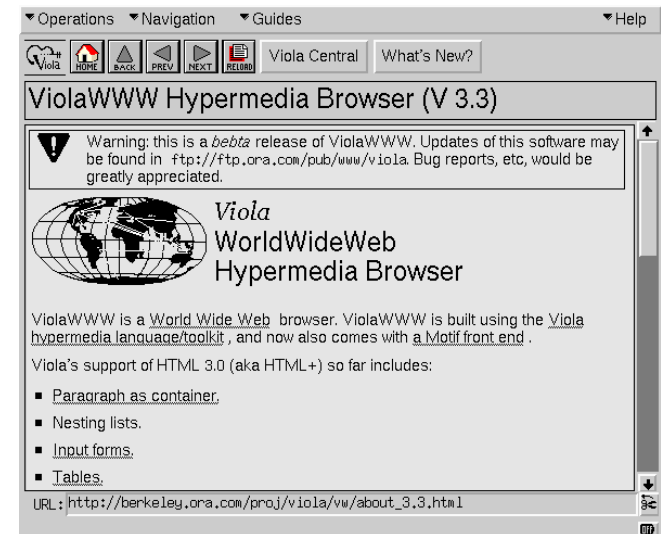 Operations Navigation Guides Help
Viola HOME BACK PREV NEXT RELOAD Viola Central What's New?
ViolaWWW Hypermedia Browser (V 3.3)
Warning: this is a bebta release of ViolaWWW. Updates of this software may
be found in ftp://ftp.ora.com/pub/www/viola. Bug reports, etc, would be
greatly appreciated.
Viola
WorldWideWeb
Hypermedia Browser
ViolaWWW is a World Wide Web browser. ViolaWWW is built using the Viola
hypermedia language/toolkit , and now also comes with a Motif front end .
Viola's support of HTML 3.0 (aka HTML+) so far includes:
Paragraph as container.
Nesting lists.
Input forms.
Tables.
URL: http://berkeley.ora.com/proj/viola/vw/about_3.3.html
OFF